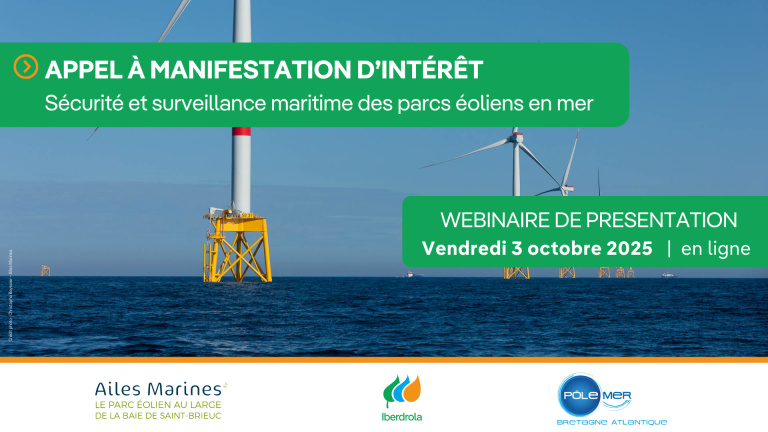 APPEL À MANIFESTATION D'INTÉRÊT
Sécurité et surveillance maritime des parcs éoliens en mer
WEBINAIRE DE PRESENTATION
Vendredi 3 octobre 2025 | en ligne
Ailes Marines
LE PARC ÉOLIEN AU LARGE
DE LA BAIE DE SAINT-BRIEUC
Iberdrola
PÔLE MER
BRETAGNE ATLANTIQUE